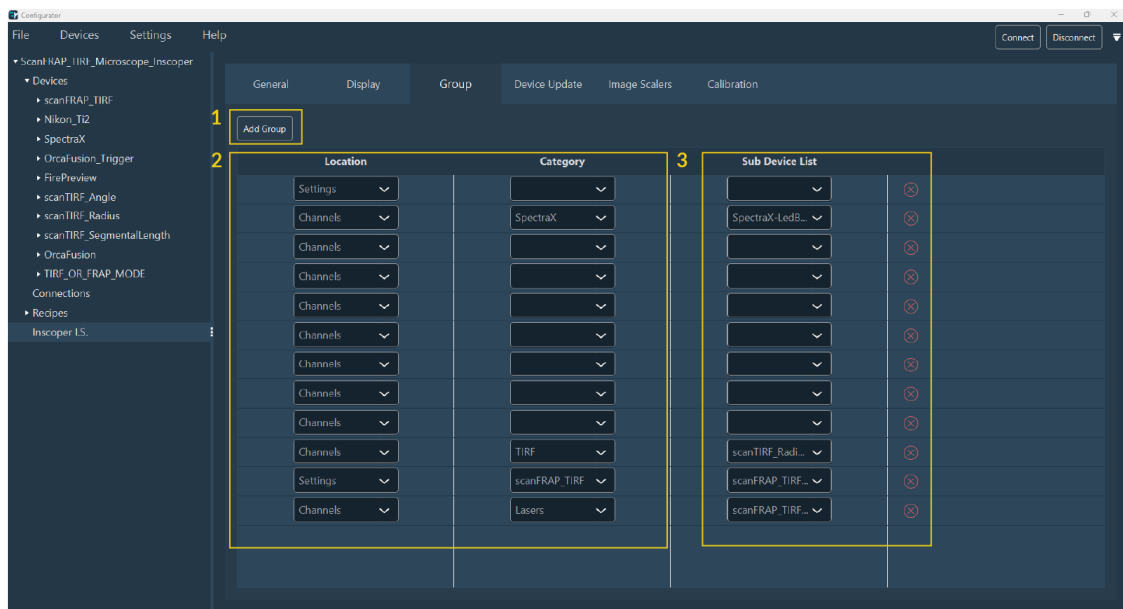 Configurator
File Devices Settings Help
Connect Disconnect
ScanFRAP_TIRF_Microscope_Inscoper
Devices
scanFRAP_TIRF
Nikon_Ti2
SpectraX
OrcaFusion_Trigger
FirePreview
scanTIRF_Angle
scanTIRF_Radius
scanTIRF_SegmentalLength
OrcaFusion
TIRF_OR_FRAP_MODE
Connections
Recipes
Inscoper I.S.
General Display Group Device Update Image Scalers Calibration
1 Add Group
2 Location Category 3 Sub Device List
Settings
Channels SpectraX SpectraX-LedB...
Channels
Channels
Channels
Channels
Channels
Channels
Channels
Channels TIRF scanTIRF_Radi...
Settings scanFRAP_TIRF scanFRAP_TIRF...
Channels Lasers scanFRAP_TIRF...